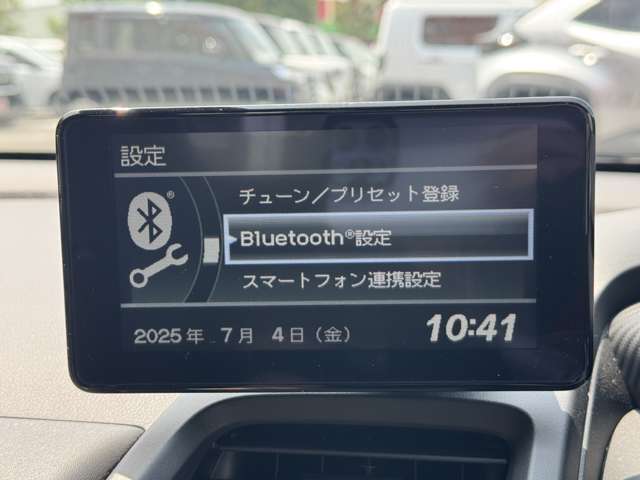 設定
チューン／プリセット登録
Bluetooth®設定
スマートフォン連携設定
2025年 7月 4日（金） 10:41